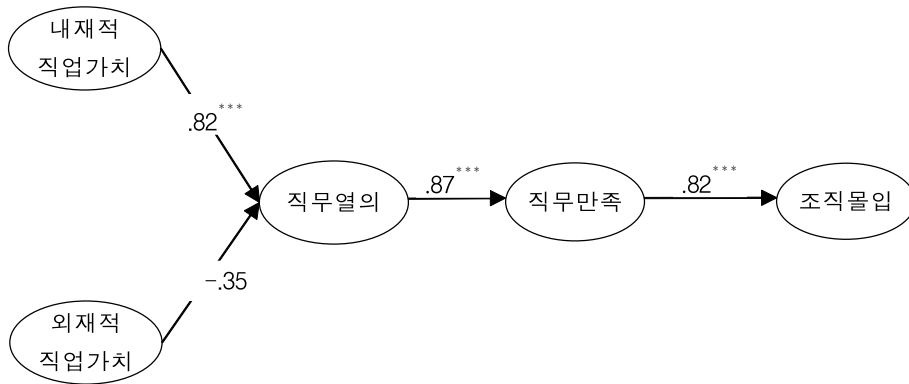 내재적
직업가치
.82***
직무열의
.87***
직무만족
.82***
조직몰입
-.35
외재적
직업가치